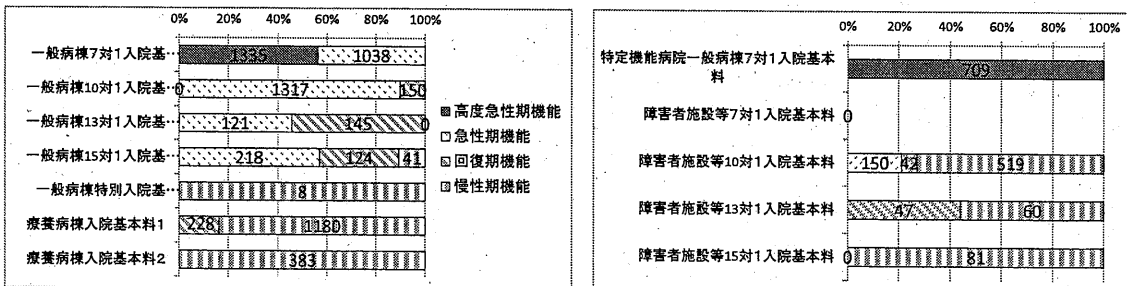 0% 20% 40% 60% 80% 100%
一般病棟7対1入院基… 1335 1038
一般病棟10対1入院基… 0 1317 150
一般病棟13対1入院基… 121 145 0
一般病棟15対1入院基… 218 124 41
一般病棟特別入院基… 8
療養病棟入院基本料1 228 1180
療養病棟入院基本料2 383
高度急性期機能
急性期機能
回復期機能
慢性期機能
0% 20% 40% 60% 80% 100%
特定機能病院一般病棟7対1入院基本
料
709
障害者施設等7対1入院基本料 0
障害者施設等10対1入院基本料 150 42 519
障害者施設等13対1入院基本料 47 60
障害者施設等15対1入院基本料 0 81